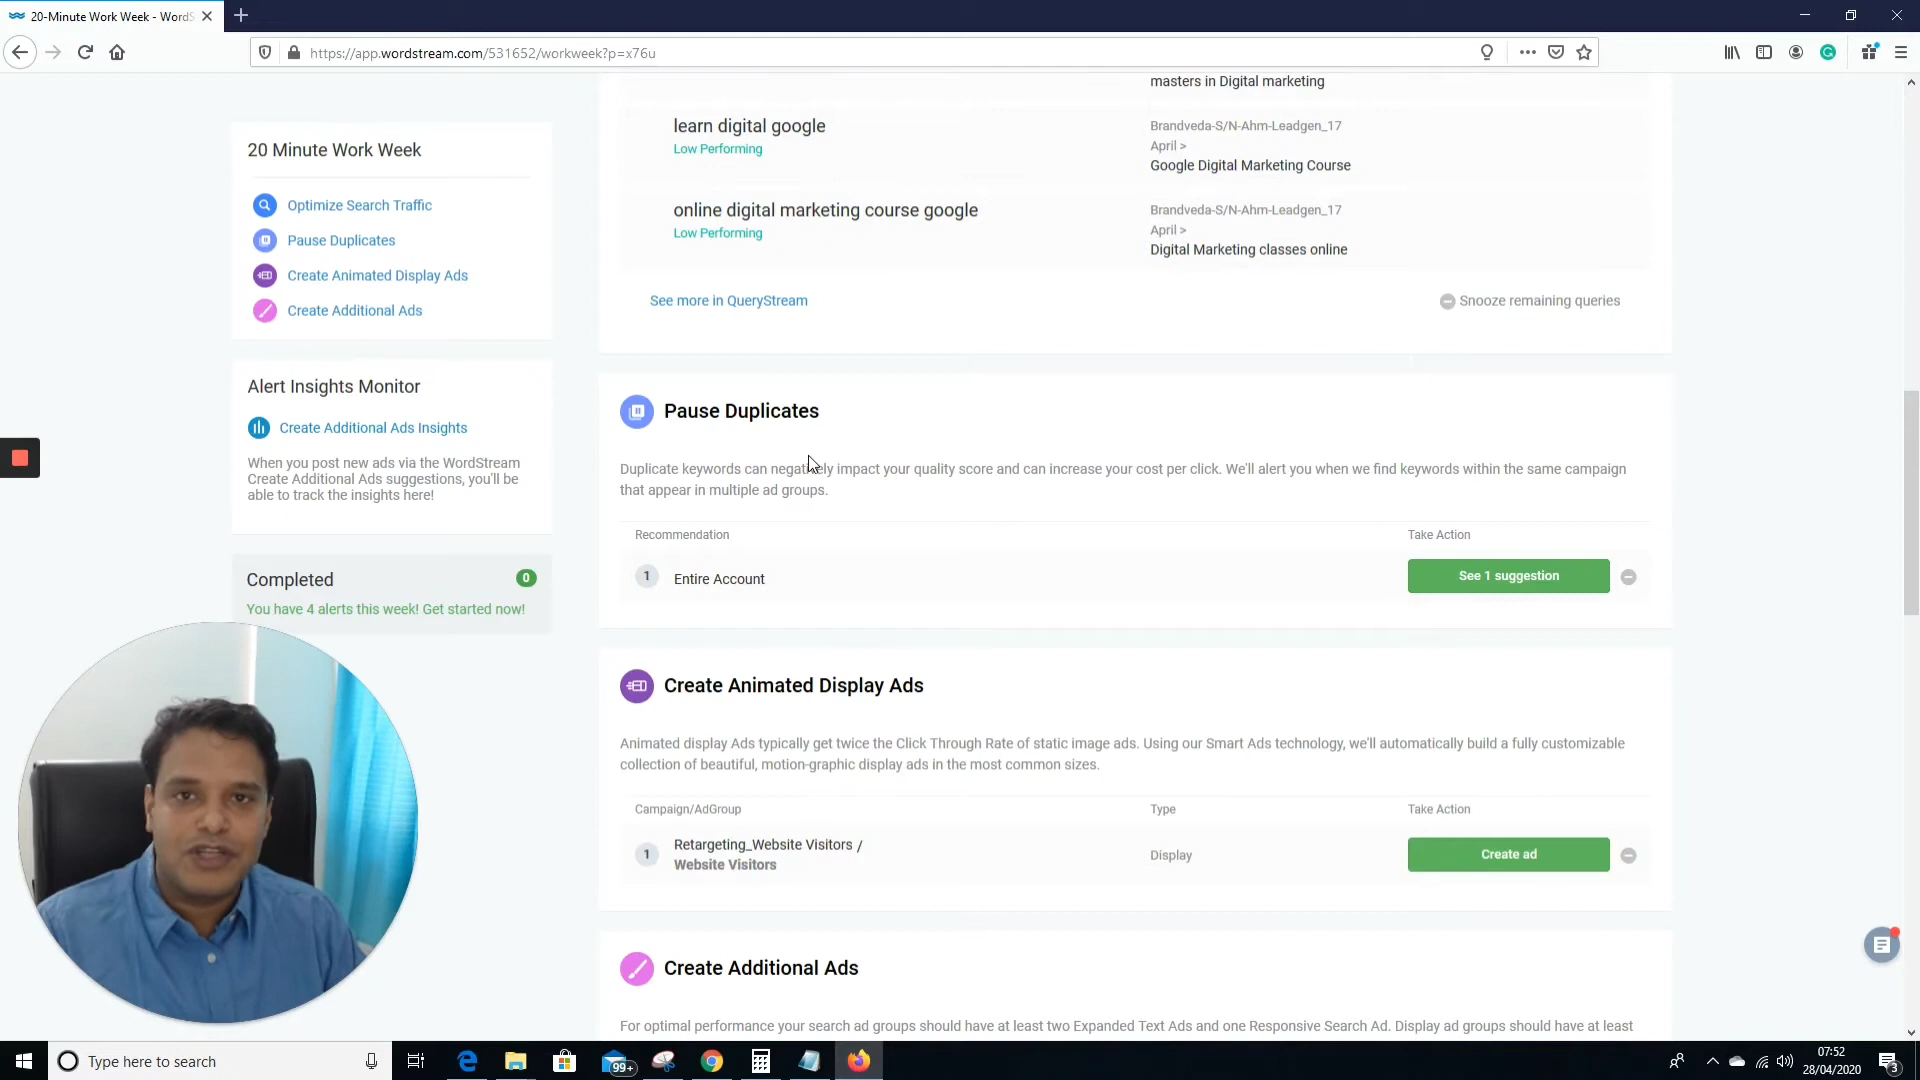 20-Minute Work Week - WordS
https://app.wordstream.com/531652/workweek?p=x76u
masters in Digital marketing
learn digital google
Low Performing
Brandveda-S/N-Ahm-Leadgen_17
April >
Google Digital Marketing Course
online digital marketing course google
Low Performing
Brandveda-S/N-Ahm-Leadgen_17
April >
Digital Marketing classes online
See more in QueryStream
Snooze remaining queries
20 Minute Work Week
Optimize Search Traffic
Pause Duplicates
Create Animated Display Ads
Create Additional Ads
Alert Insights Monitor
Create Additional Ads Insights
When you post new ads via the WordStream
Create Additional Ads suggestions, you'll be
able to track the insights here!
Completed 0
You have 4 alerts this week! Get started now!
Pause Duplicates
Duplicate keywords can negatively impact your quality score and can increase your cost per click. We'll alert you when we find keywords within the same campaign
that appear in multiple ad groups.
Recommendation Take Action
1 Entire Account See 1 suggestion
Create Animated Display Ads
Animated display Ads typically get twice the Click Through Rate of static image ads. Using our Smart Ads technology, we'll automatically build a fully customizable
collection of beautiful, motion-graphic display ads in the most common sizes.
Campaign/AdGroup Type Take Action
1 Retargeting_Website Visitors / Display Create ad
Website Visitors
Create Additional Ads
For optimal performance your search ad groups should have at least two Expanded Text Ads and one Responsive Search Ad. Display ad groups should have at least
Type here to search
99+
07:52
28/04/2020
3